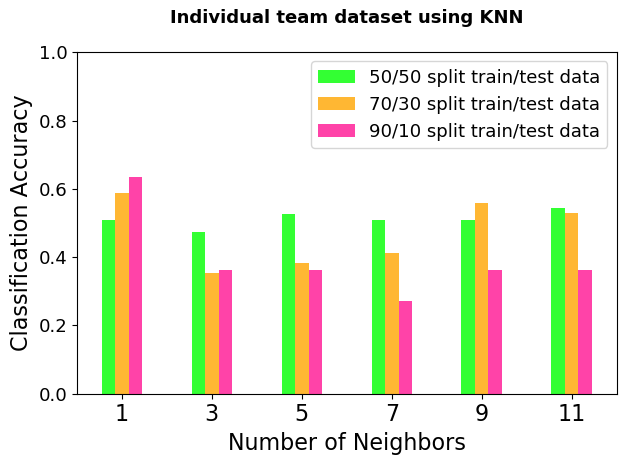 Individual team dataset using KNN
1.0
0.8
0.6
0.4
0.2
0.0
Classification Accuracy
50/50 split train/test data
70/30 split train/test data
90/10 split train/test data
1 3 5 7 9 11
Number of Neighbors